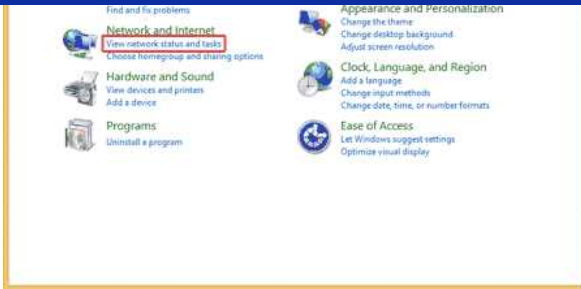 Find and fix problems
Network and Internet
View network status and tasks
Choose homegroup and sharing options
Hardware and Sound
View devices and printers
Add a device
Programs
Uninstall a program
Appearance and Personalization
Change the theme
Change desktop background
Adjust screen resolution
Clock, Language, and Region
Add a language
Change input methods
Change date, time, or number formats
Ease of Access
Let Windows suggest settings
Optimize visual display